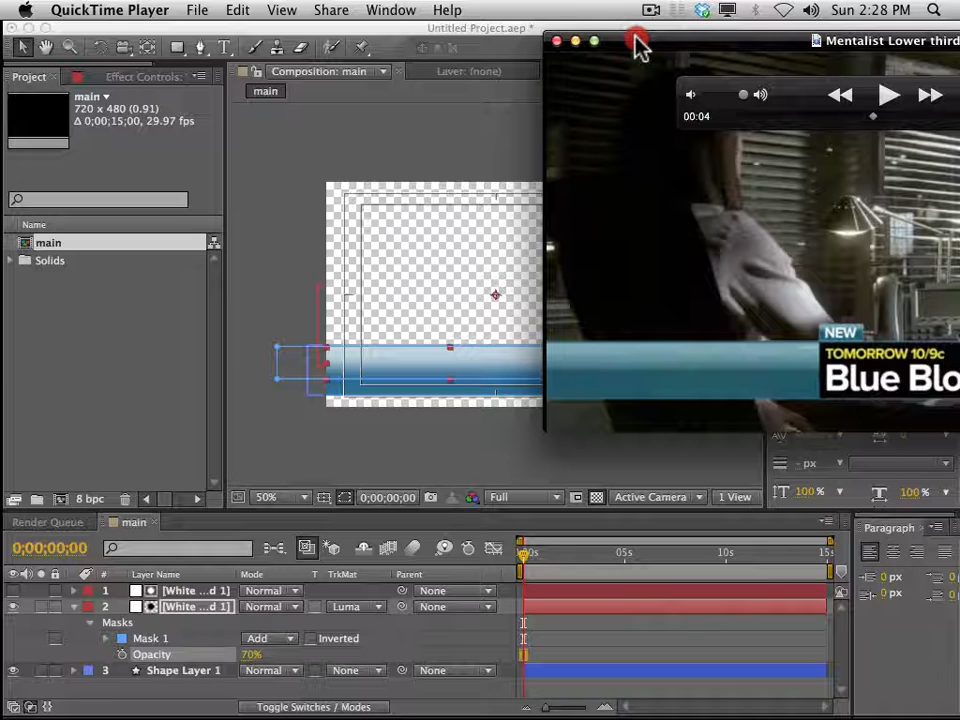 QuickTime Player File Edit View Share Window Help Sun 2:28 PM
Untitled Project.aep *
Mentalist Lower third
Project Effect Controls:
Composition: main Layer: (none)
main
720 x 480 (0.91)
Δ 0;00;15;00, 29.97 fps
main
00:04
Name
main
Solids
NEW
TOMORROW 10/9c
Blue Blo
- px
8 bpc
50% 0;00;00;00 Full Active Camera 1 View
100% 100%
Render Queue main
Paragraph
0;00;00;00
00s 05s 10s 15s
# Layer Name Mode T TrkMat Parent
0 px 0 px
1 [White ...d 1] Normal None
0 px 0 px
2 [White ...d 1] Normal Luma None
Masks
Mask 1 Add Inverted
Opacity 70%
3 Shape Layer 1 Normal None None
Toggle Switches / Modes